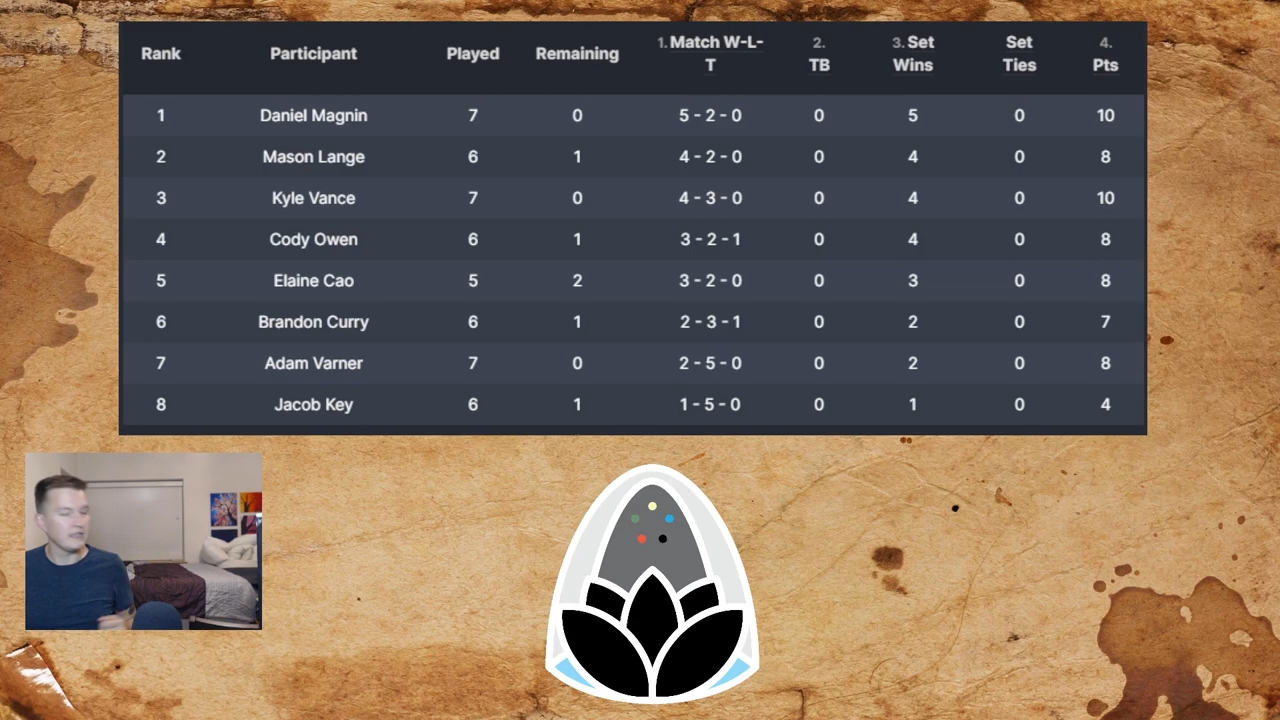 Rank Participant Played Remaining 1. Match W-L-T 2. TB 3. Set Wins Set Ties 4. Pts
1 Daniel Magnin 7 0 5 - 2 - 0 0 5 0 10
2 Mason Lange 6 1 4 - 2 - 0 0 4 0 8
3 Kyle Vance 7 0 4 - 3 - 0 0 4 0 10
4 Cody Owen 6 1 3 - 2 - 1 0 4 0 8
5 Elaine Cao 5 2 3 - 2 - 0 0 3 0 8
6 Brandon Curry 6 1 2 - 3 - 1 0 2 0 7
7 Adam Varner 7 0 2 - 5 - 0 0 2 0 8
8 Jacob Key 6 1 1 - 5 - 0 0 1 0 4